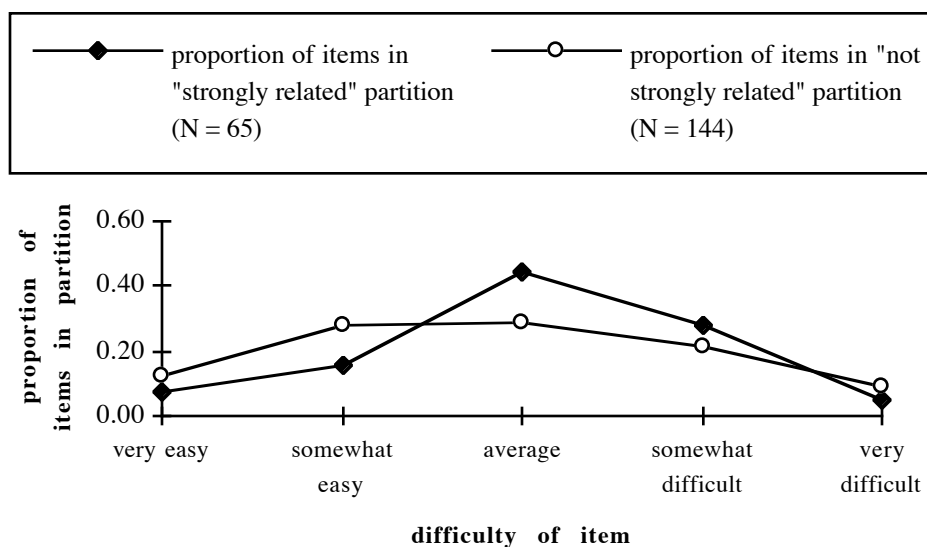 proportion of items in
"strongly related" partition
(N = 65)
proportion of items in "not
strongly related" partition
(N = 144)
proportion of
items in partition
0.60
0.40
0.20
0.00
very easy
somewhat
easy
average
somewhat
difficult
very
difficult
difficulty of item